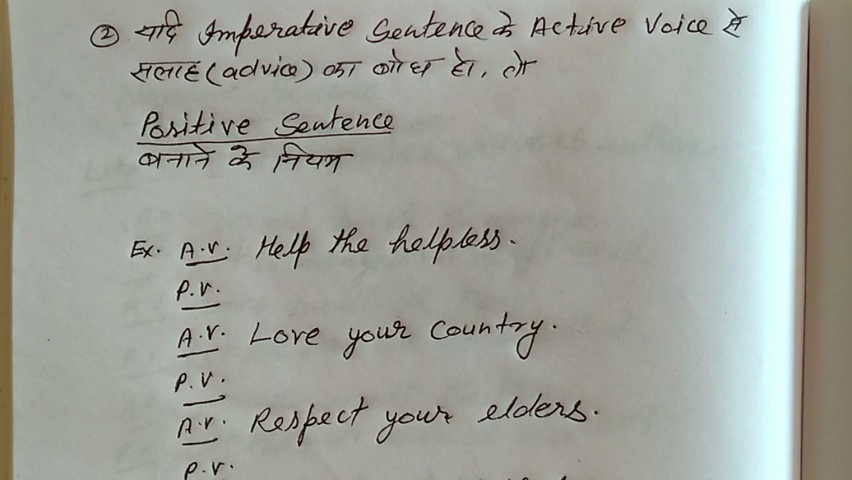 ② यदि Imperative Sentence के Active Voice से
सलाह (advice) का बोध हो, तो
Positive Sentence
बनाने के नियम
Ex. A.V. Help the helpless.
P.V.
A.V. Love your country.
P.V.
A.V. Respect your elders.
P.V.